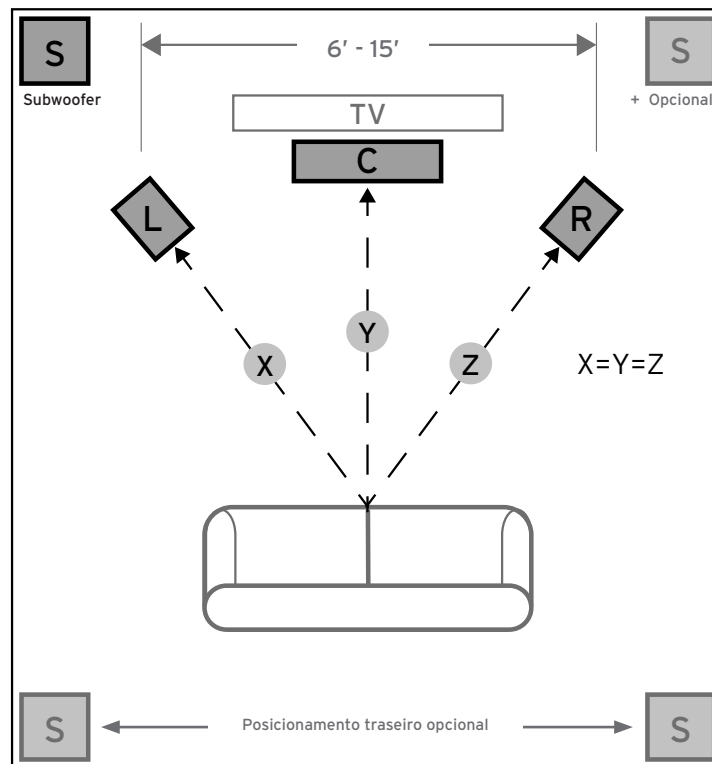 S
6' - 15'
S
Subwoofer
+ Opcional
TV
C
L
R
Y
X
Z
X=Y=Z
S
Posicionamento traseiro opcional
S